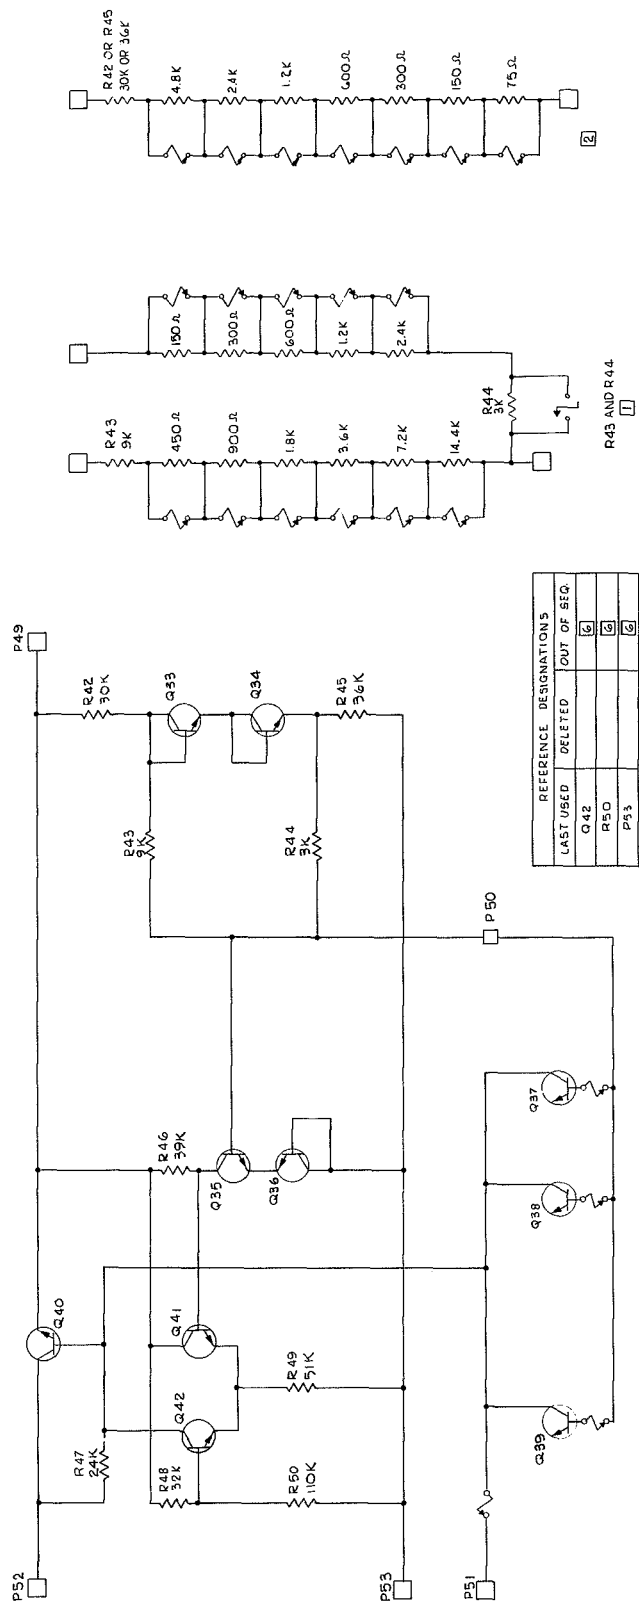 P52
P49
Q40
R47
24K
R48
32K
Q42
Q41
R46
39K
R42
30K
Q33
R43
9K
Q35
Q36
Q34
R50
110K
R49
51K
R44
3K
R45
36K
P53
P51
P50
Q39
Q38
Q37
REFERENCE DESIGNATIONS
LAST USED DELETED OUT OF SEQ.
Q42 6
R50 6
P53 6
R43
9K
450Ω
900Ω
1.8K
3.6K
7.2K
14.4K
150Ω
300Ω
600Ω
1.2K
2.4K
R44
3K
R43 AND R44
1
R42 OR R45
30K OR 36K
4.8K
2.4K
1.2K
600Ω
300Ω
150Ω
75Ω
2